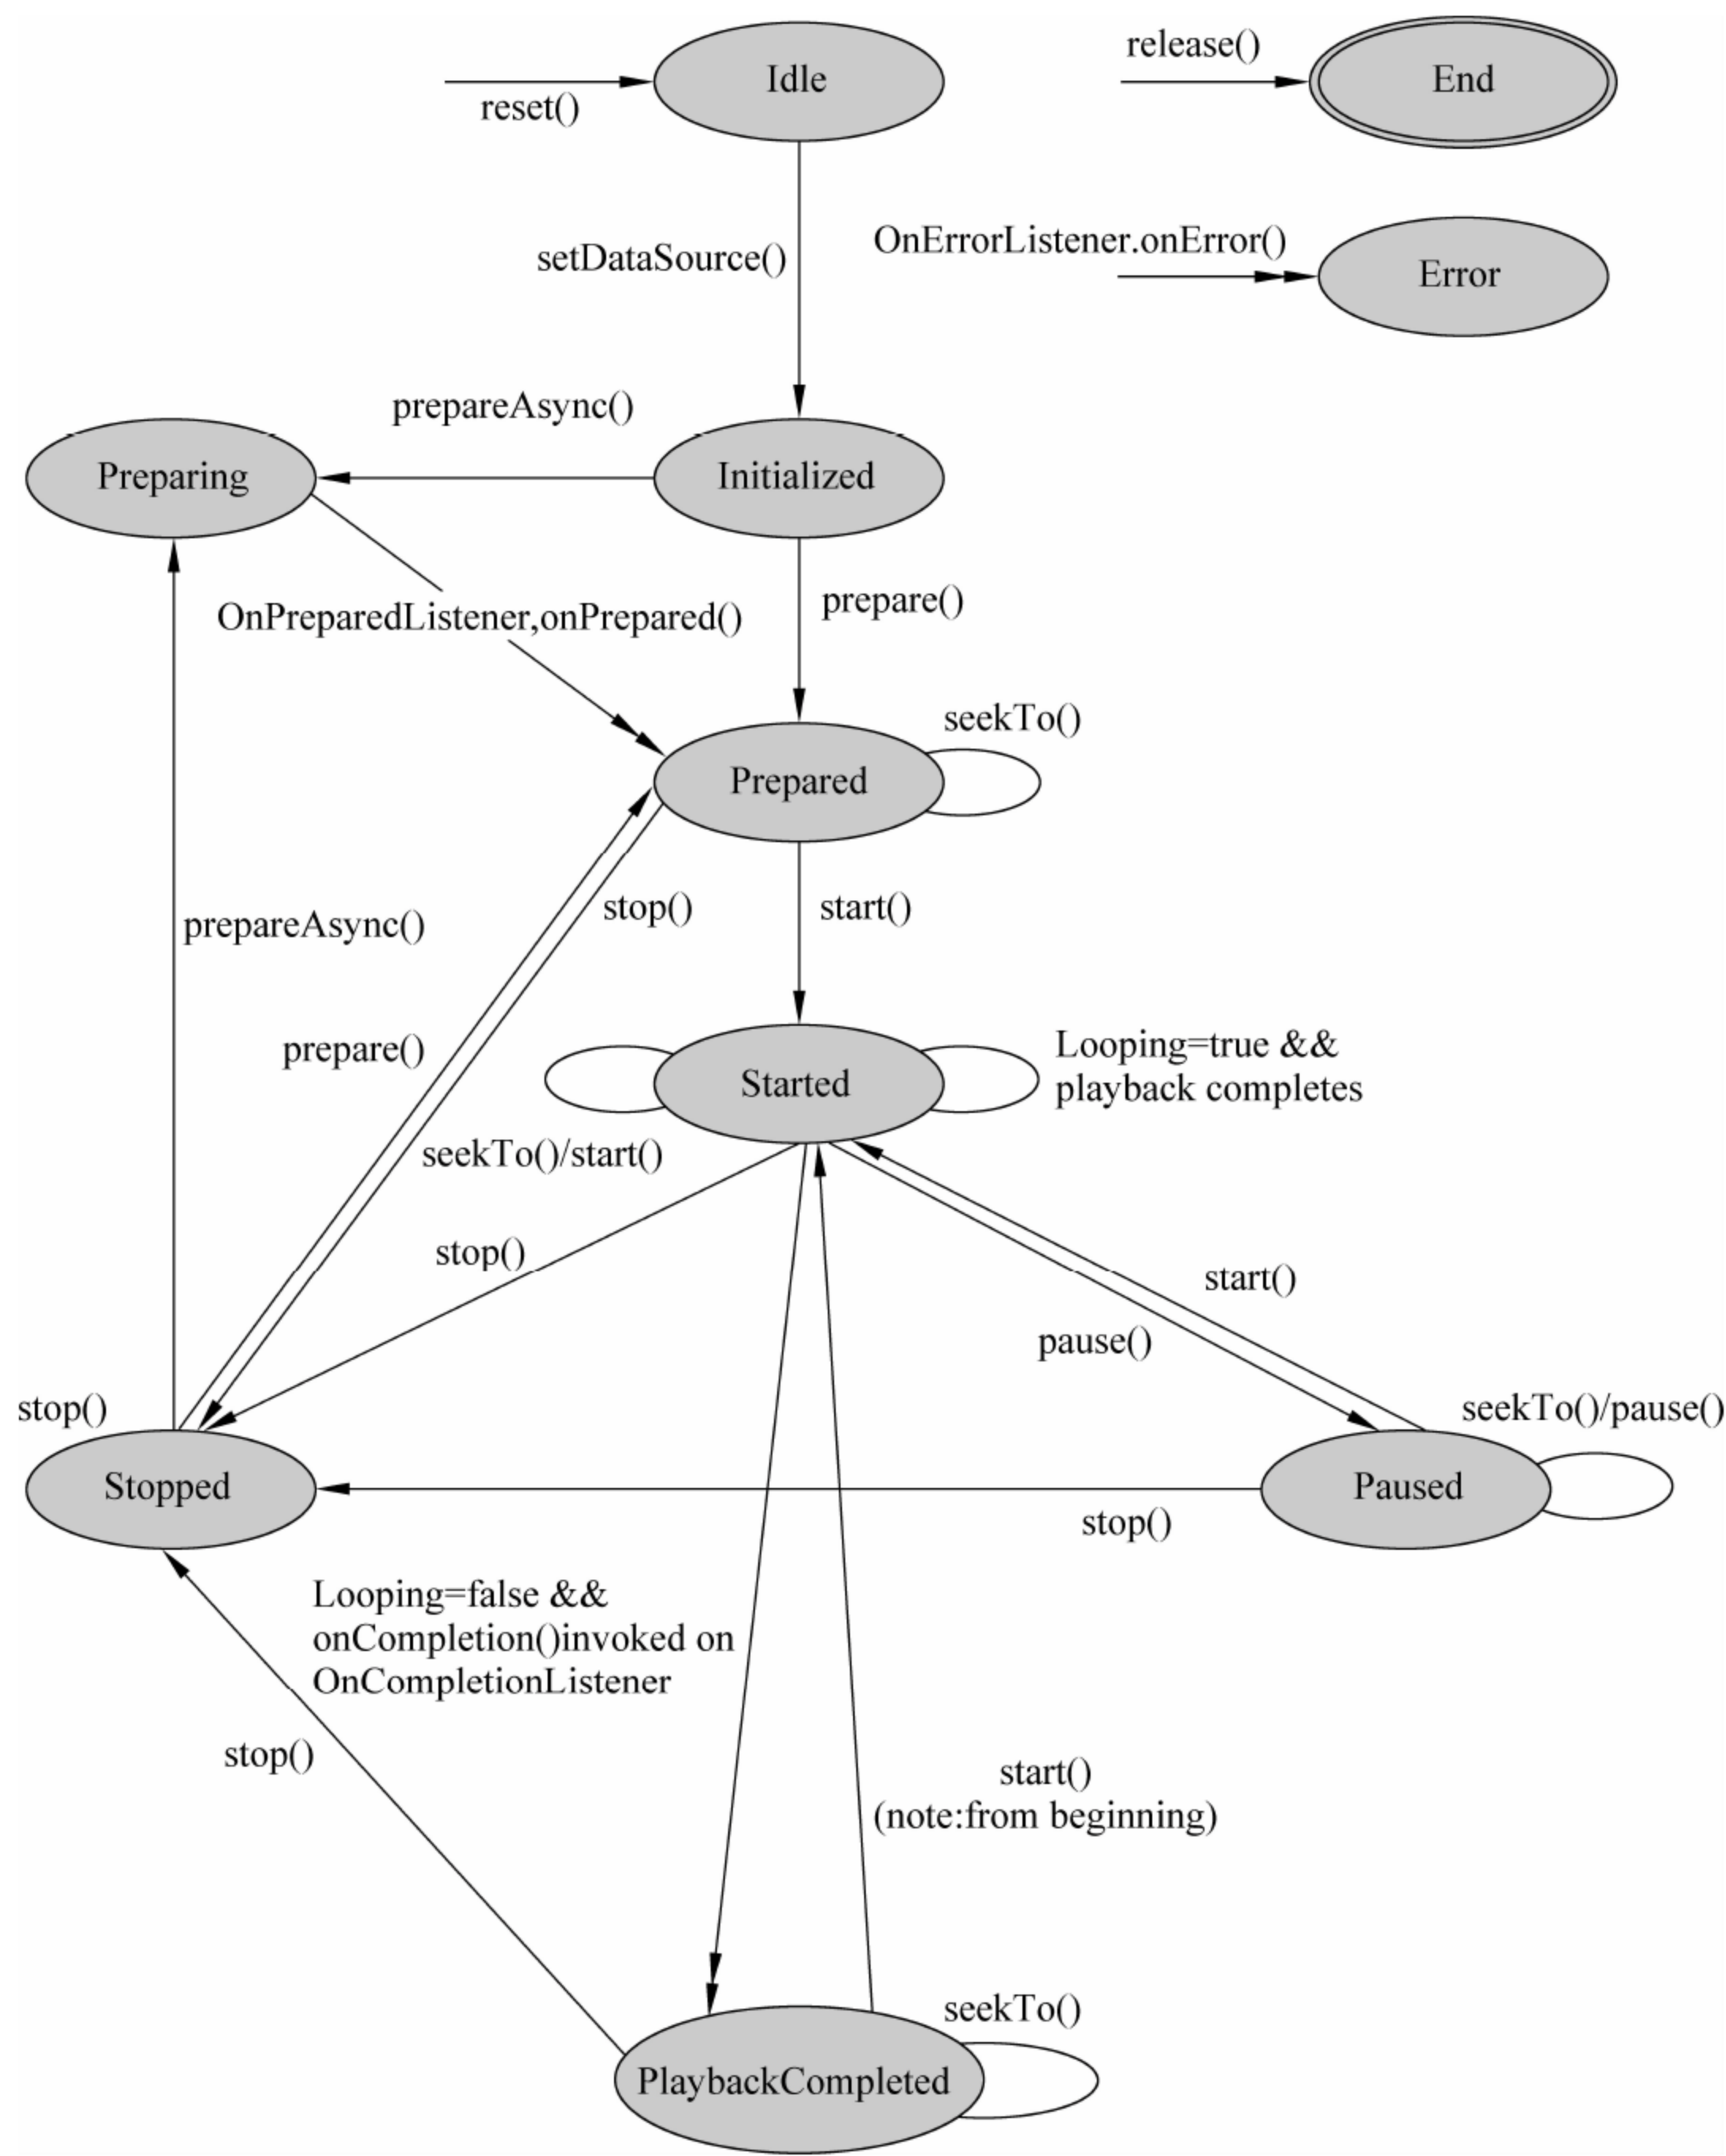 release()
Idle
End
reset()
OnErrorListener.onError()
setDataSource()
Error
prepareAsync()
Preparing
Initialized
prepare()
OnPreparedListener,onPrepared()
seekTo()
Prepared
stop()
start()
prepareAsync()
prepare()
Looping=true &&
playback completes
Started
seekTo()/start()
stop()
start()
pause()
stop()
seekTo()/pause()
Stopped
Paused
stop()
Looping=false &&
onCompletion()invoked on
OnCompletionListener
stop()
start()
(note:from beginning)
seekTo()
PlaybackCompleted